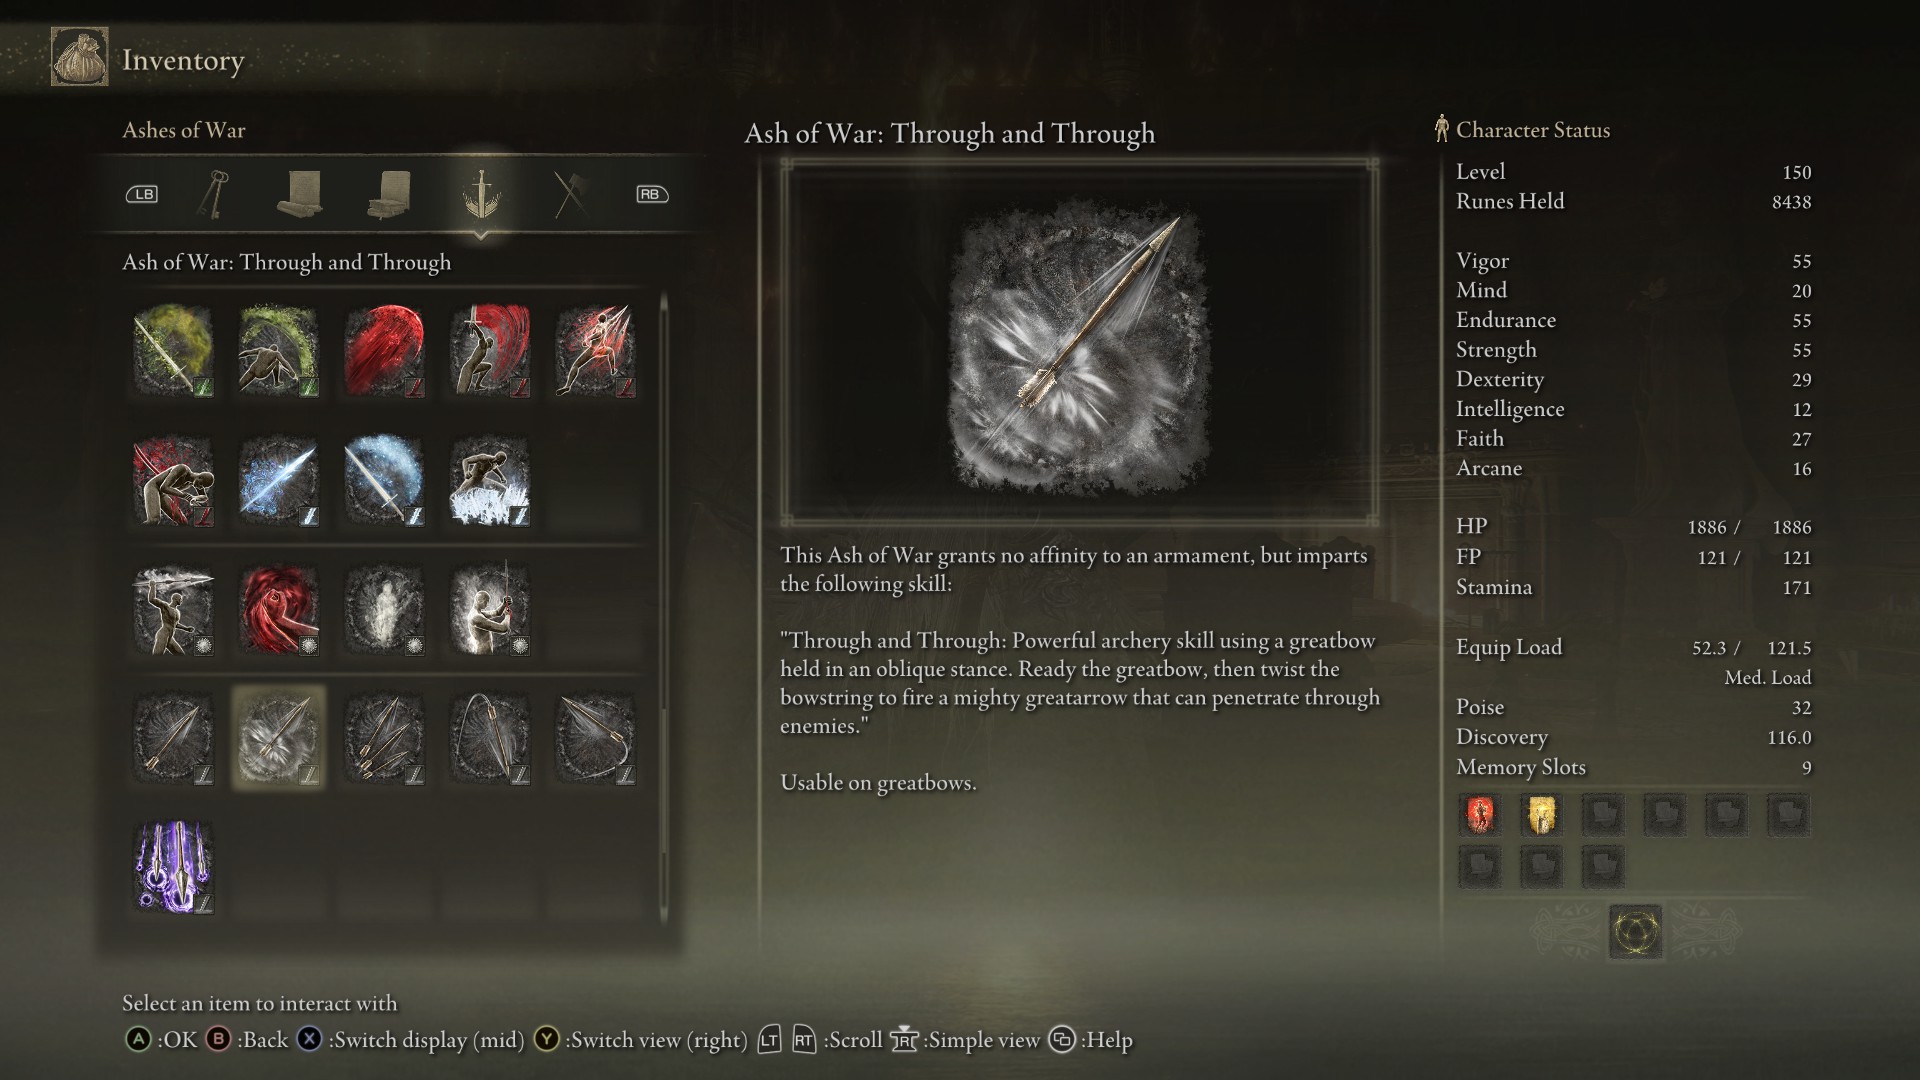 Inventory
Ashes of War
LB
RB
Ash of War: Through and Through
Ash of War: Through and Through
This Ash of War grants no affinity to an armament, but imparts
the following skill:
"Through and Through: Powerful archery skill using a greatbow
held in an oblique stance. Ready the greatbow, then twist the
bowstring to fire a mighty greatarrow that can penetrate through
enemies."
Usable on greatbows.
Character Status
Level 150
Runes Held 8438
Vigor 55
Mind 20
Endurance 55
Strength 55
Dexterity 29
Intelligence 12
Faith 27
Arcane 16
HP 1886 / 1886
FP 121 / 121
Stamina 171
Equip Load 52.3 / 121.5
Med. Load
Poise 32
Discovery 116.0
Memory Slots 9
Select an item to interact with
A :OK B :Back X :Switch display (mid) Y :Switch view (right) LT RT :Scroll R :Simple view :Help